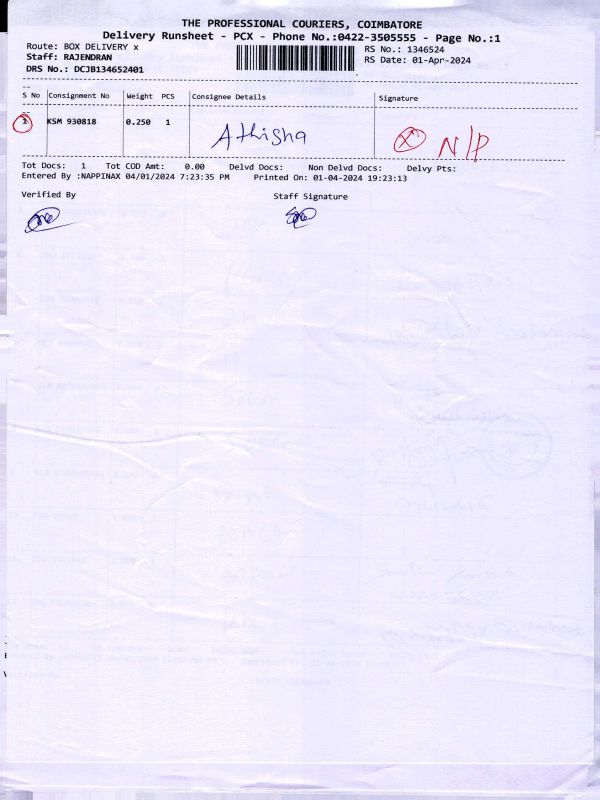 THE PROFESSIONAL COURIERS, COIMBATORE
Delivery Runsheet - PCX - Phone No.:0422-3505555 - Page No.:1
Route: BOX DELIVERY x RS No.: 1346524
Staff: RAJENDRAN RS Date: 01-Apr-2024
DRS No.: DCJB134652401
S No Consignment No Weight PCS Consignee Details Signature
1 KSM 930818 0.250 1 Athisha N/P
Tot Docs: 1 Tot COD Amt: 0.00 Delvd Docs: Non Delvd Docs: Delvy Pts:
Entered By :NAPPINAX 04/01/2024 7:23:35 PM Printed On: 01-04-2024 19:23:13
Verified By Staff Signature